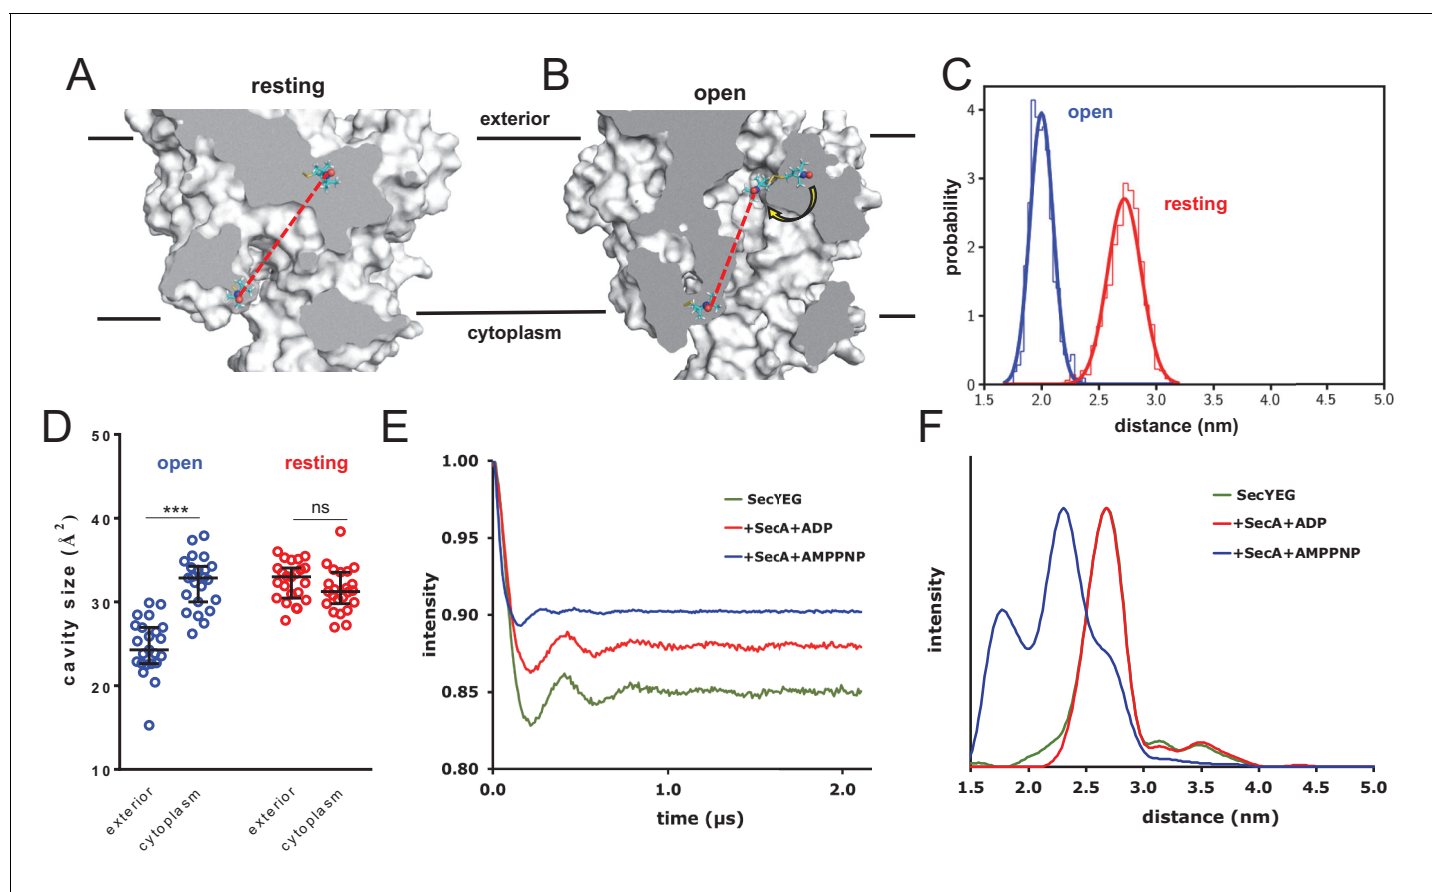 A
resting
B
open
exterior
cytoplasm
C
open
resting
probability
4
3
2
1
0
1.5 2.0 2.5 3.0 3.5 4.0 4.5 5.0
distance (nm)
D
open
resting
***
ns
cavity size (Å²)
50
40
30
20
10
exterior
cytoplasm
exterior
cytoplasm
E
intensity
1.00
0.95
0.90
0.85
0.80
SecYEG
+SecA+ADP
+SecA+AMPPNP
0.0 1.0 2.0
time (µs)
F
intensity
SecYEG
+SecA+ADP
+SecA+AMPPNP
1.5 2.0 2.5 3.0 3.5 4.0 4.5 5.0
distance (nm)